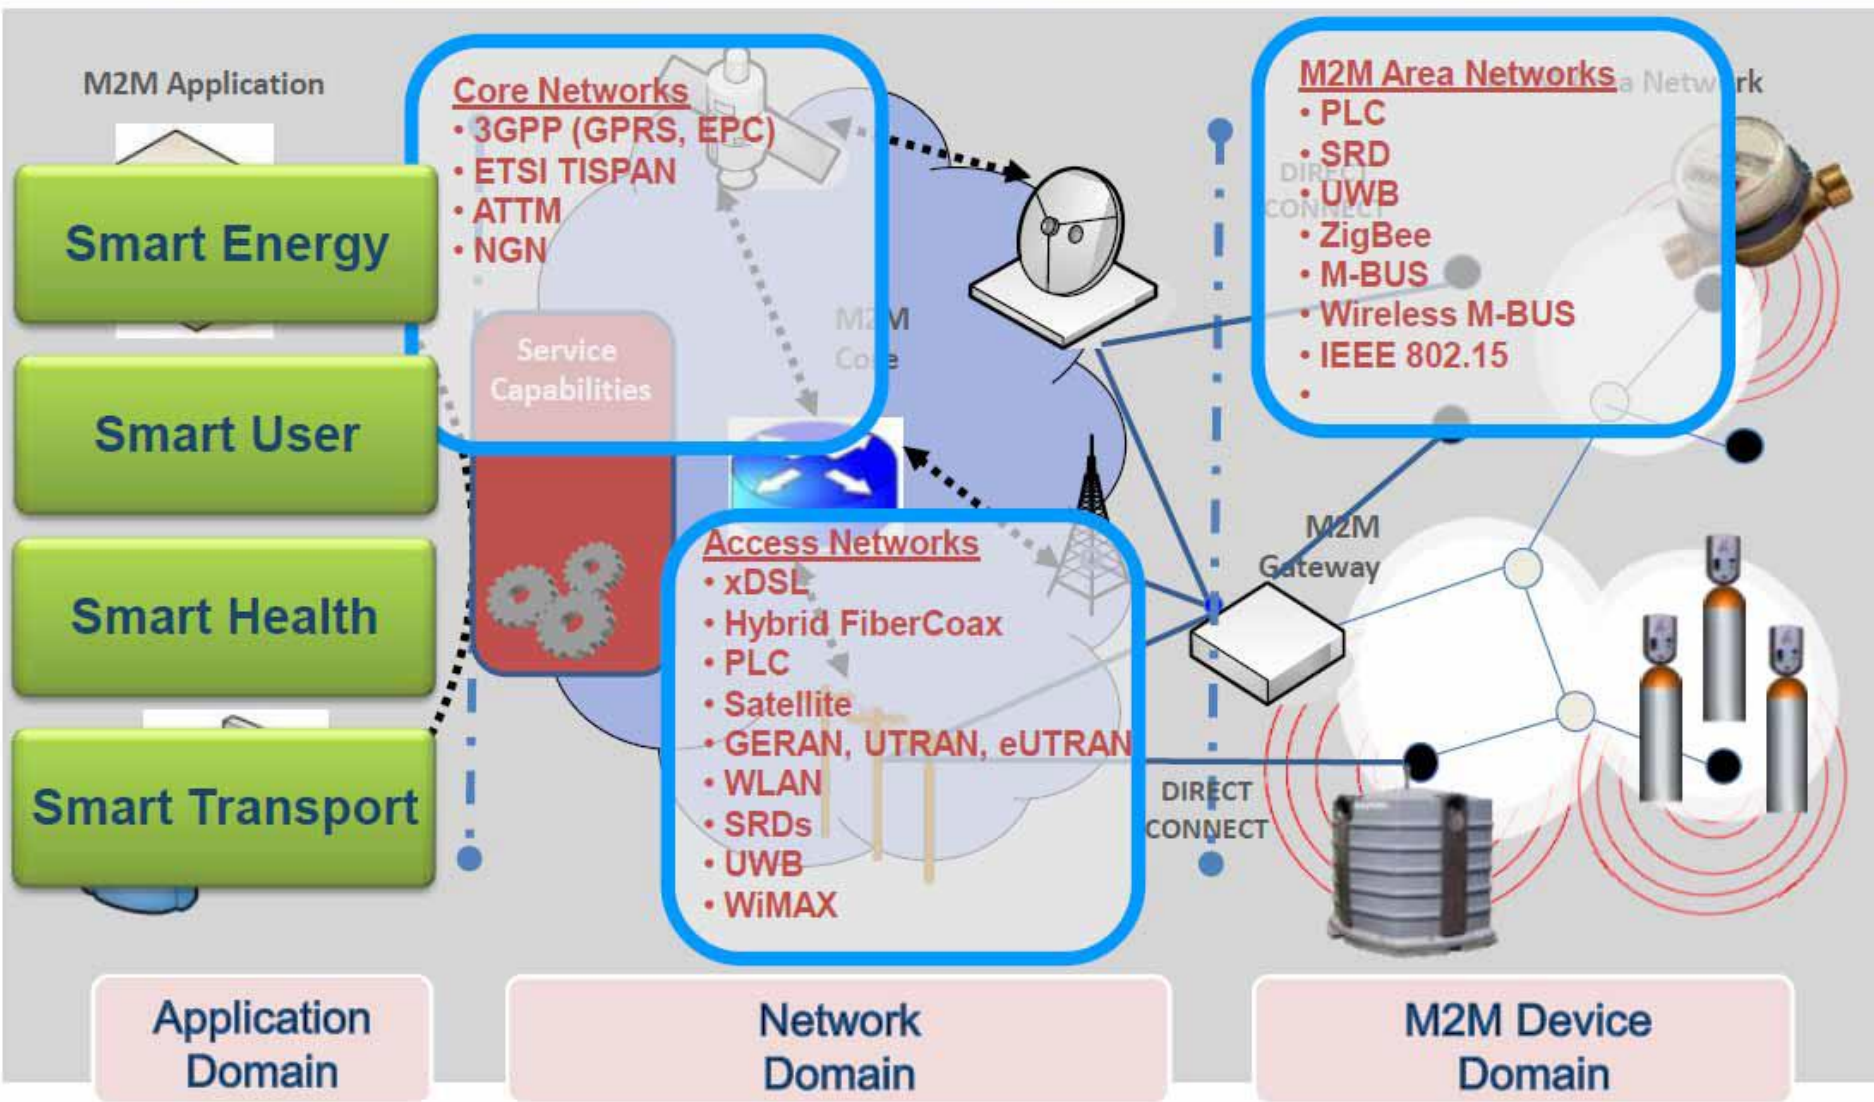 M2M Application
Smart Energy
Smart User
Smart Health
Smart Transport
Core Networks
• 3GPP (GPRS, EPC)
• ETSI TISPAN
• ATTM
• NGN
Service
Capabilities
M2M
Core
Access Networks
• xDSL
• Hybrid FiberCoax
• PLC
• Satellite
• GERAN, UTRAN, eUTRAN
• WLAN
• SRDs
• UWB
• WiMAX
M2M Area Networks
• PLC
• SRD
• UWB
• ZigBee
• M-BUS
• Wireless M-BUS
• IEEE 802.15
•
Area Network
DIRECT
CONNECT
M2M
Gateway
DIRECT
CONNECT
Application
Domain
Network
Domain
M2M Device
Domain